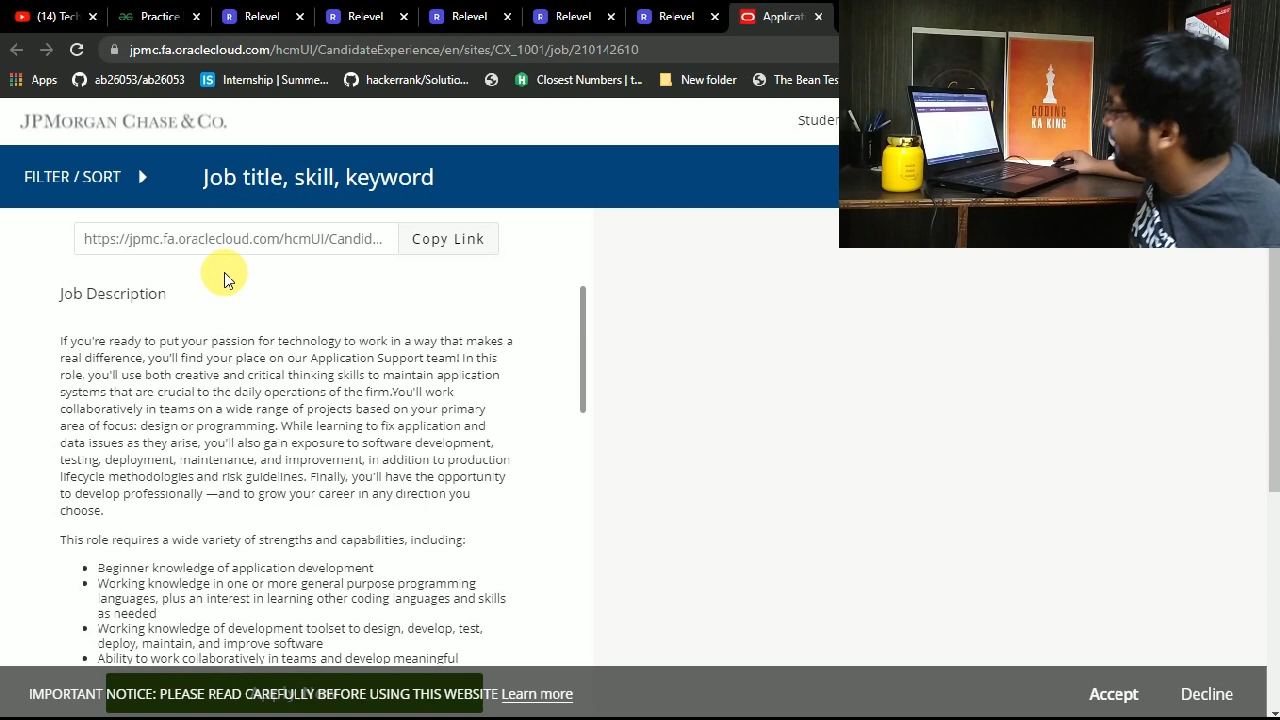 (14) Tech
Practice
Relevel
Relevel
Relevel
Relevel
Relevel
Applicati
jpmc.fa.oraclecloud.com/hcmUI/CandidateExperience/en/sites/CX_1001/job/210142610
Apps
ab26053/ab26053
Internship | Summe...
hackerrank/Solutio...
Closest Numbers | t...
New folder
The Bean Tes
JPMORGAN CHASE & CO.
Studen
CODING
KA KING
FILTER / SORT
Job title, skill, keyword
https://jpmc.fa.oraclecloud.com/hcmUI/Candid...
Copy Link
Job Description
If you're ready to put your passion for technology to work in a way that makes a
real difference, you'll find your place on our Application Support team! In this
role, you'll use both creative and critical thinking skills to maintain application
systems that are crucial to the daily operations of the firm.You'll work
collaboratively in teams on a wide range of projects based on your primary
area of focus: design or programming. While learning to fix application and
data issues as they arise, you'll also gain exposure to software development,
testing, deployment, maintenance, and improvement, in addition to production
lifecycle methodologies and risk guidelines. Finally, you'll have the opportunity
to develop professionally —and to grow your career in any direction you
choose.
This role requires a wide variety of strengths and capabilities, including:
Beginner knowledge of application development
Working knowledge in one or more general purpose programming
languages, plus an interest in learning other coding languages and skills
as needed
Working knowledge of development toolset to design, develop, test,
deploy, maintain, and improve software
Ability to work collaboratively in teams and develop meaningful
IMPORTANT NOTICE: PLEASE READ CAREFULLY BEFORE USING THIS WEBSITE Learn more
Accept
Decline